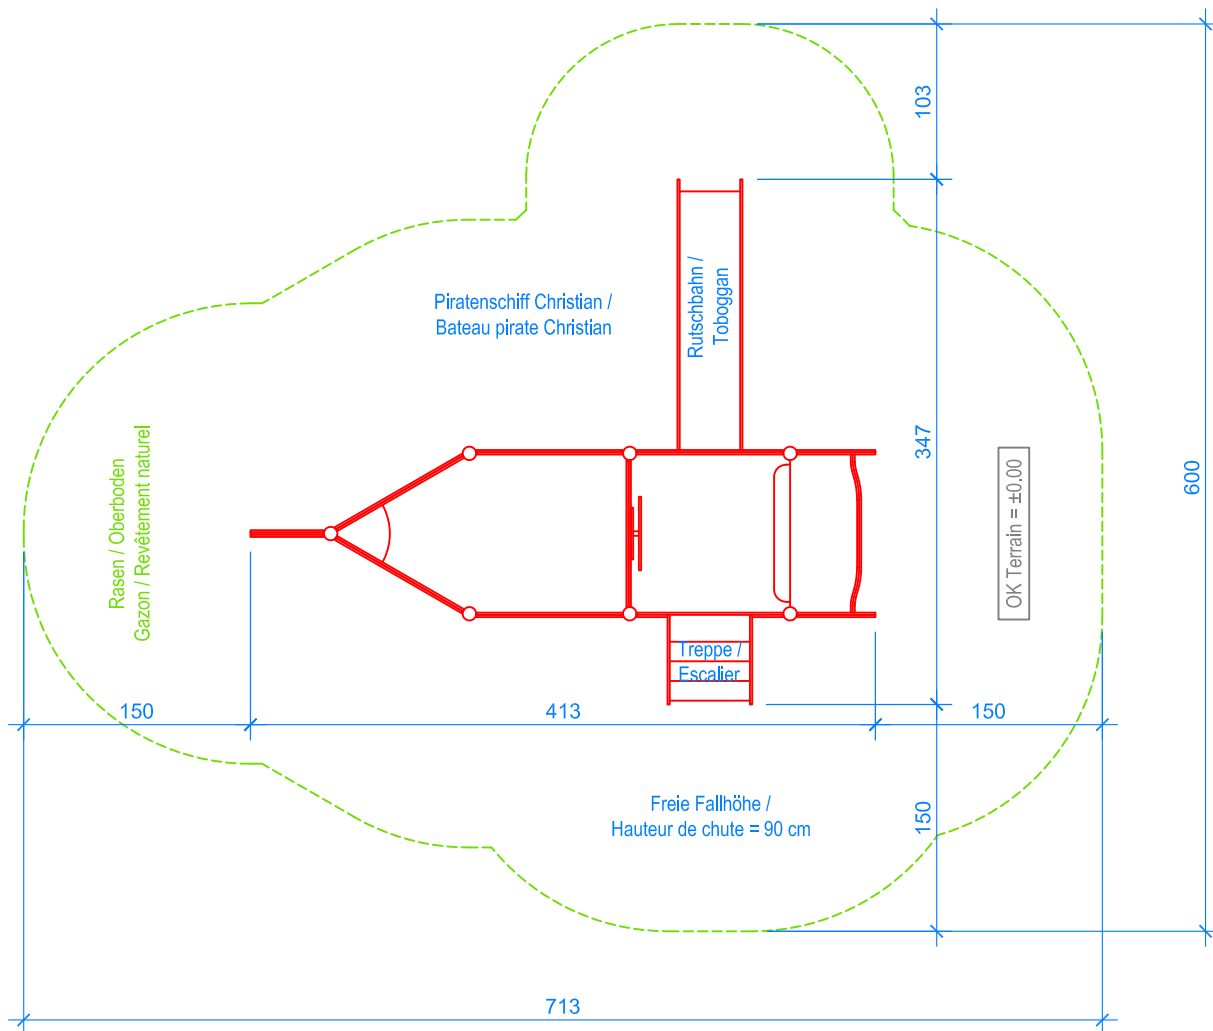 103
Piratenschiff Christian /
Bateau pirate Christian
Rutschbahn /
Toboggan
347
600
Rasen / Oberboden
Gazon / Revêtement naturel
OK Terrain = ±0.00
Treppe /
Escalier
150
413
150
Freie Fallhöhe /
Hauteur de chute = 90 cm
150
713